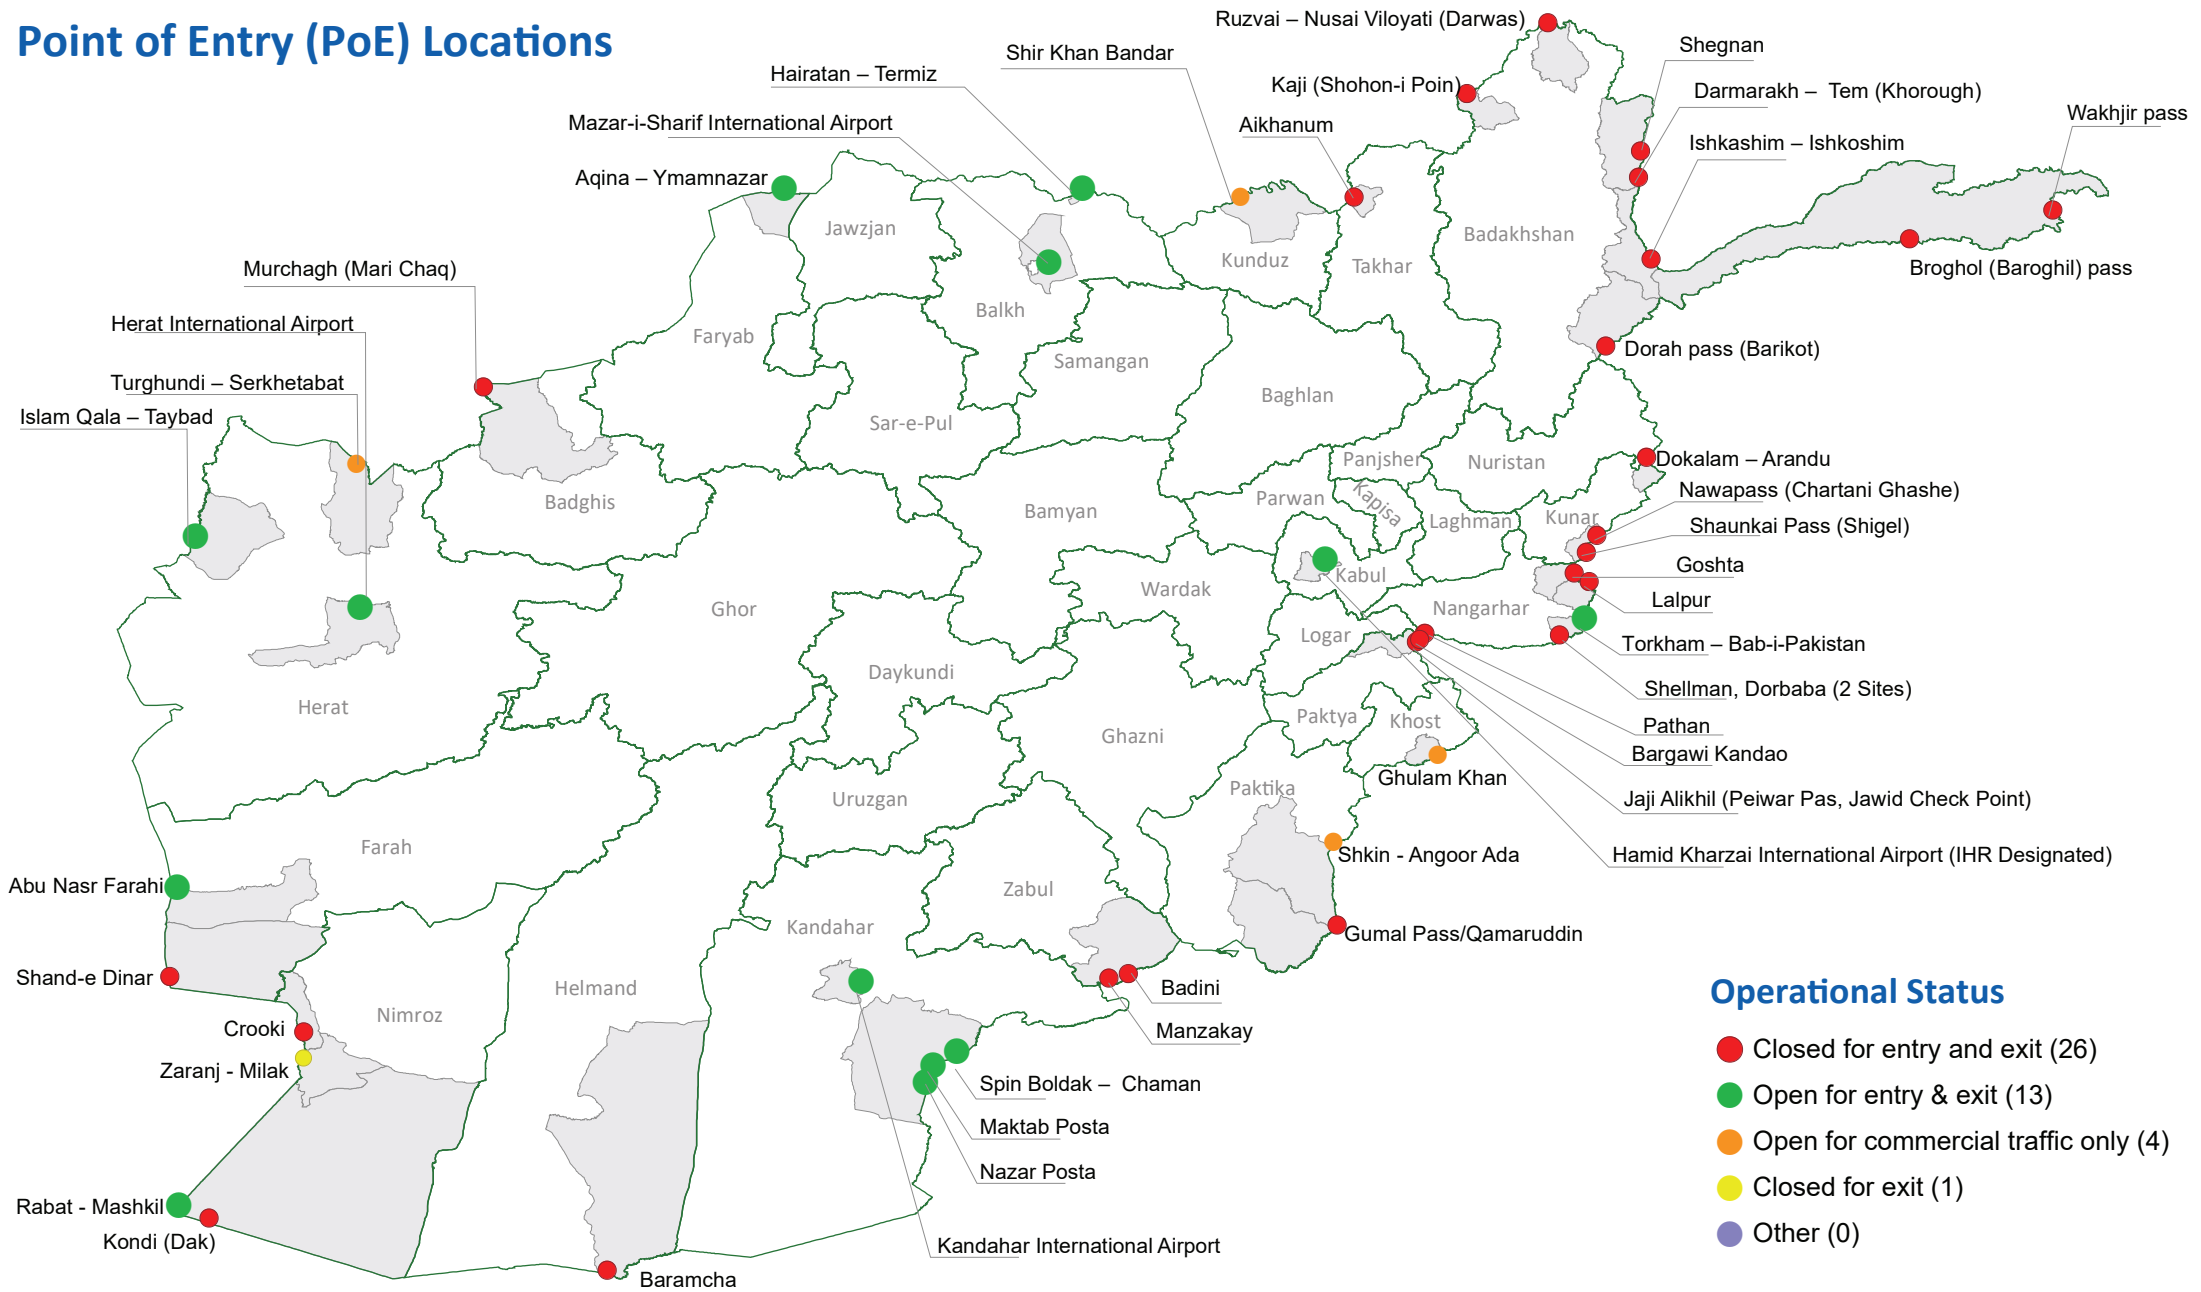 Point of Entry (PoE) Locations
Ruzvai – Nusai Viloyati (Darwas)
Shir Khan Bandar
Shegnan
Hairatan – Termiz
Kaji (Shohon-i Poin)
Darmarakh – Tem (Khorough)
Wakhjir pass
Mazar-i-Sharif International Airport
Aikhanum
Ishkashim – Ishkoshim
Aqina – Ymamnazar
Jawzjan
Badakhshan
Kunduz
Takhar
Murchagh (Mari Chaq)
Broghol (Baroghil) pass
Balkh
Herat International Airport
Faryab
Samangan
Dorah pass (Barikot)
Turghundi – Serkhetabat
Baghlan
Islam Qala – Taybad
Sar-e-Pul
Panjsher
Nuristan
Dokalam – Arandu
Badghis
Bamyan
Parwan
Kapisa
Laghman
Kunar
Nawapass (Chartani Ghashe)
Shaunkai Pass (Shigel)
Goshta
Kabul
Wardak
Ghor
Nangarhar
Lalpur
Logar
Torkham – Bab-i-Pakistan
Daykundi
Shellman, Dorbaba (2 Sites)
Herat
Paktya
Khost
Pathan
Ghazni
Bargawi Kandao
Ghulam Khan
Uruzgan
Paktika
Jaji Alikhil (Peiwar Pas, Jawid Check Point)
Farah
Shkin - Angoor Ada
Hamid Kharzai International Airport (IHR Designated)
Abu Nasr Farahi
Zabul
Kandahar
Gumal Pass/Qamaruddin
Shand-e Dinar
Helmand
Badini
Nimroz
Crooki
Manzakay
Zaranj - Milak
Spin Boldak – Chaman
Maktab Posta
Nazar Posta
Rabat - Mashkil
Kondi (Dak)
Kandahar International Airport
Baramcha
Operational Status
Closed for entry and exit (26)
Open for entry & exit (13)
Open for commercial traffic only (4)
Closed for exit (1)
Other (0)